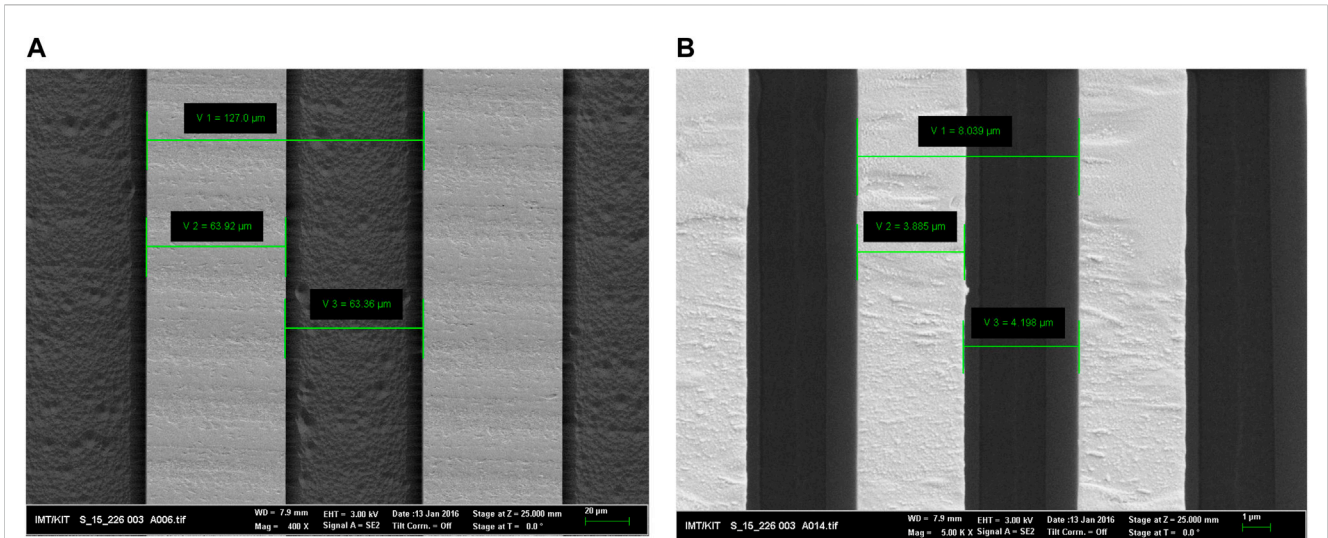 A
V 1 = 127.0 µm
V 2 = 63.92 µm
V 3 = 63.36 µm
IMT/KIT S_15_226 003 A006.tif
WD = 7.9 mm EHT = 3.00 kV Date :13 Jan 2016 Stage at Z = 25.000 mm 20 µm
Mag = 400 X Signal A = SE2 Tilt Corrn. = Off Stage at T = 0.0 °
B
V 1 = 8.039 µm
V 2 = 3.885 µm
V 3 = 4.198 µm
IMT/KIT S_15_226 003 A014.tif
WD = 7.9 mm EHT = 3.00 kV Date :13 Jan 2016 Stage at Z = 25.000 mm 1 µm
Mag = 5.00 K X Signal A = SE2 Tilt Corrn. = Off Stage at T = 0.0 °